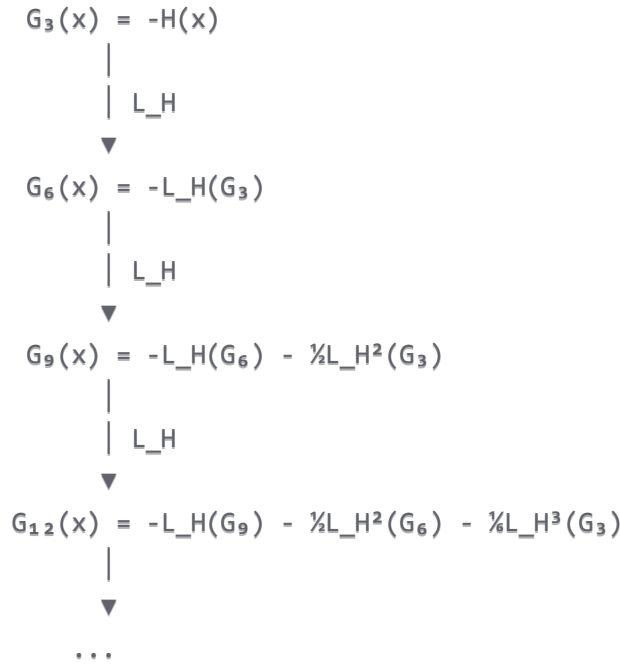 G₃(x) = -H(x)
│
│ L_H
▼
G₆(x) = -L_H(G₃)
│
│ L_H
▼
G₉(x) = -L_H(G₆) - ½L_H²(G₃)
│
│ L_H
▼
G₁₂(x) = -L_H(G₉) - ½L_H²(G₆) - ⅙L_H³(G₃)
│
▼
...